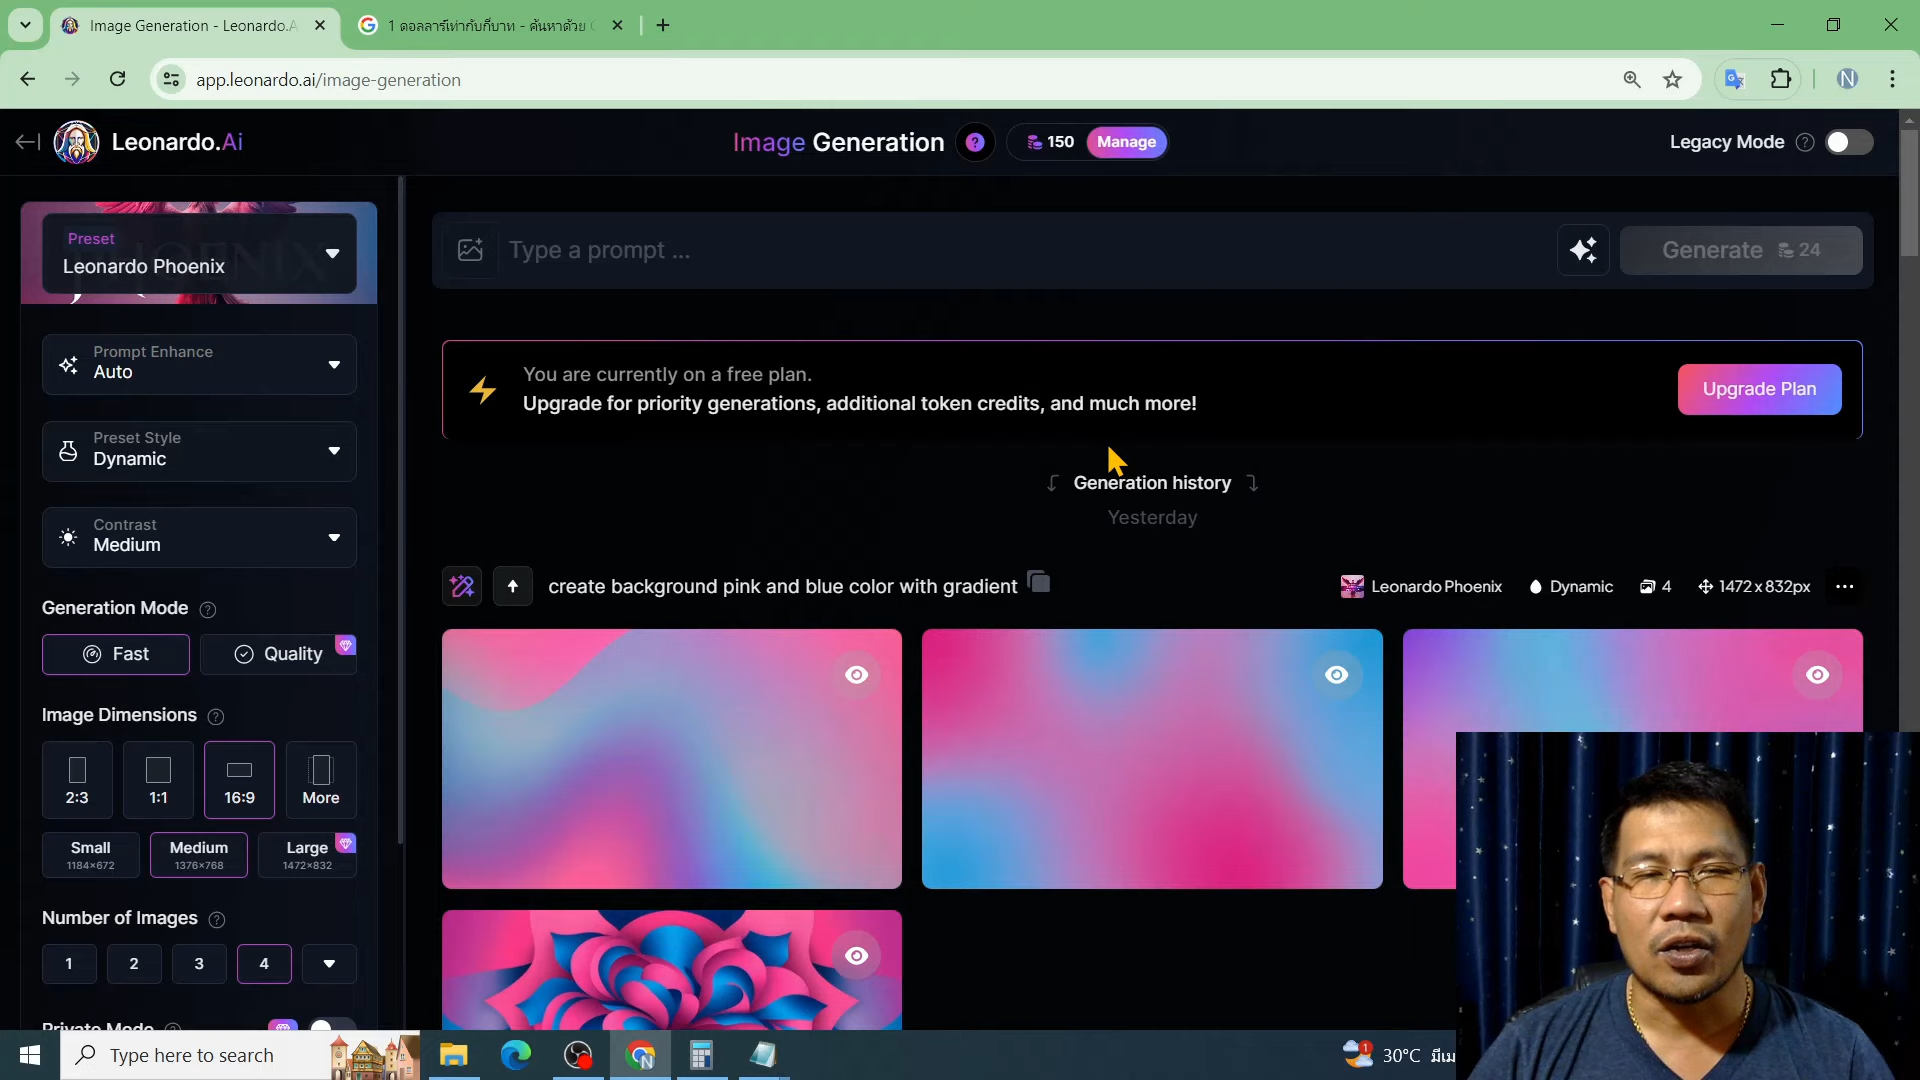 Image Generation - Leonardo.A
1 ดอลลาร์เท่ากับกี่บาท - ค้นหาด้วย
app.leonardo.ai/image-generation
Leonardo.Ai
Image Generation
?
150
Manage
Legacy Mode
Preset
Leonardo Phoenix
Type a prompt ...
Generate
24
Prompt Enhance
Auto
You are currently on a free plan.
Upgrade for priority generations, additional token credits, and much more!
Upgrade Plan
Preset Style
Dynamic
Generation history
Yesterday
Contrast
Medium
create background pink and blue color with gradient
Leonardo Phoenix
Dynamic
4
1472 x 832px
Generation Mode
Fast
Quality
Image Dimensions
2:3
1:1
16:9
More
Small
1184×672
Medium
1376×768
Large
1472×832
Number of Images
1
2
3
4
Private Mode
Type here to search
1
30°C
N